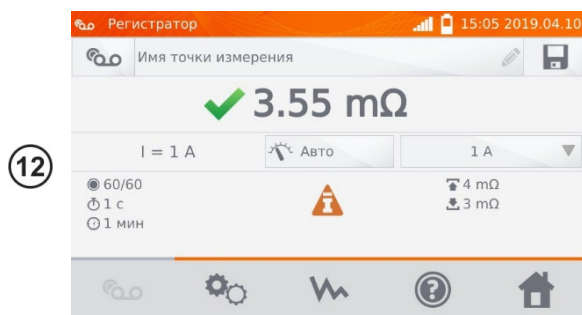 Регистратор 15:05 2019.04.10
Имя точки измерения
3.55 mΩ
12
I = 1 A Авто 1 A
60/60 4 mΩ
1 с 3 mΩ
1 мин